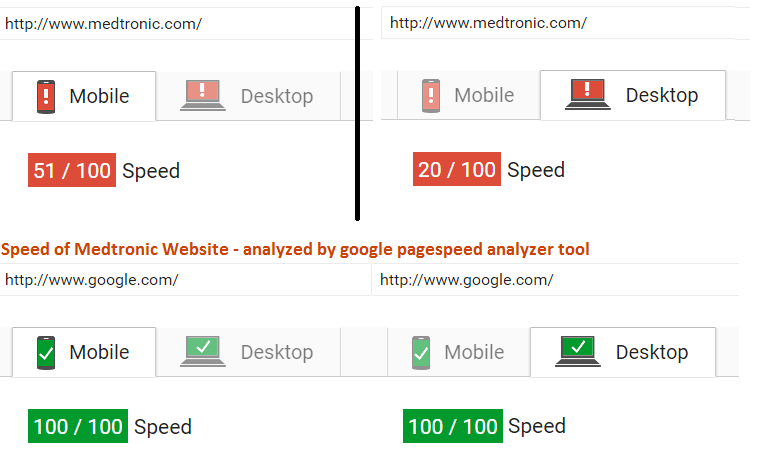 http://www.medtronic.com/
http://www.medtronic.com/
Mobile
Desktop
Mobile
Desktop
51 / 100 Speed
20 / 100 Speed
Speed of Medtronic Website - analyzed by google pagespeed analyzer tool
http://www.google.com/
http://www.google.com/
Mobile
Desktop
Mobile
Desktop
100 / 100 Speed
100 / 100 Speed